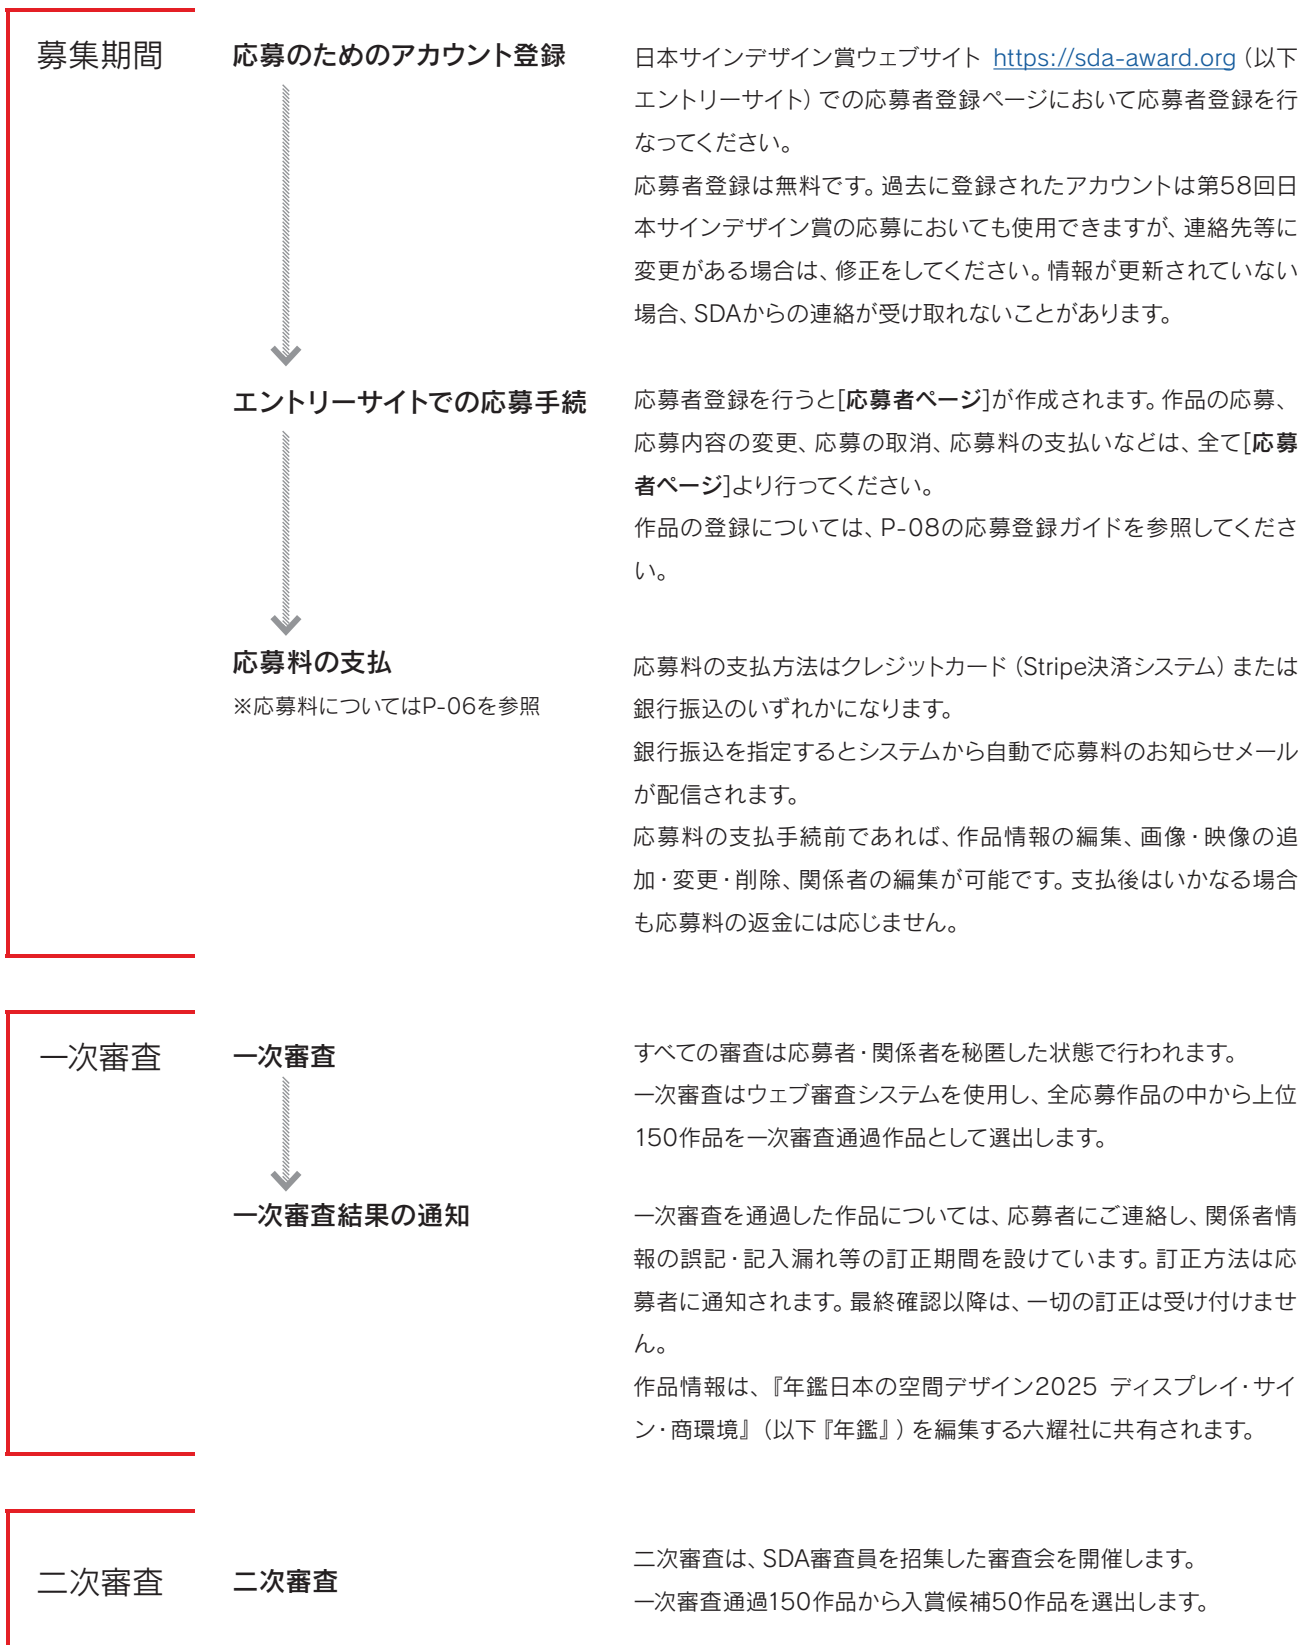 募集期間
応募のためのアカウント登録
日本サインデザイン賞ウェブサイト https://sda-award.org（以下
エントリーサイト）での応募者登録ページにおいて応募者登録を行
なってください。
応募者登録は無料です。過去に登録されたアカウントは第58回日
本サインデザイン賞の応募においても使用できますが、連絡先等に
変更がある場合は、修正をしてください。情報が更新されていない
場合、SDAからの連絡が受け取れないことがあります。
エントリーサイトでの応募手続
応募者登録を行うと[応募者ページ]が作成されます。作品の応募、
応募内容の変更、応募の取消、応募料の支払いなどは、全て[応募
者ページ]より行ってください。
作品の登録については、P-08の応募登録ガイドを参照してくださ
い。
応募料の支払
※応募料についてはP-06を参照
応募料の支払方法はクレジットカード（Stripe決済システム）または
銀行振込のいずれかになります。
銀行振込を指定するとシステムから自動で応募料のお知らせメール
が配信されます。
応募料の支払手続前であれば、作品情報の編集、画像・映像の追
加・変更・削除、関係者の編集が可能です。支払後はいかなる場合
も応募料の返金には応じません。
一次審査
一次審査
すべての審査は応募者・関係者を秘匿した状態で行われます。
一次審査はウェブ審査システムを使用し、全応募作品の中から上位
150作品を一次審査通過作品として選出します。
一次審査結果の通知
一次審査を通過した作品については、応募者にご連絡し、関係者情
報の誤記・記入漏れ等の訂正期間を設けています。訂正方法は応
募者に通知されます。最終確認以降は、一切の訂正は受け付けませ
ん。
作品情報は、『年鑑日本の空間デザイン2025 ディスプレイ・サイ
ン・商環境』（以下『年鑑』）を編集する六耀社に共有されます。
二次審査
二次審査
二次審査は、SDA審査員を招集した審査会を開催します。
一次審査通過150作品から入賞候補50作品を選出します。